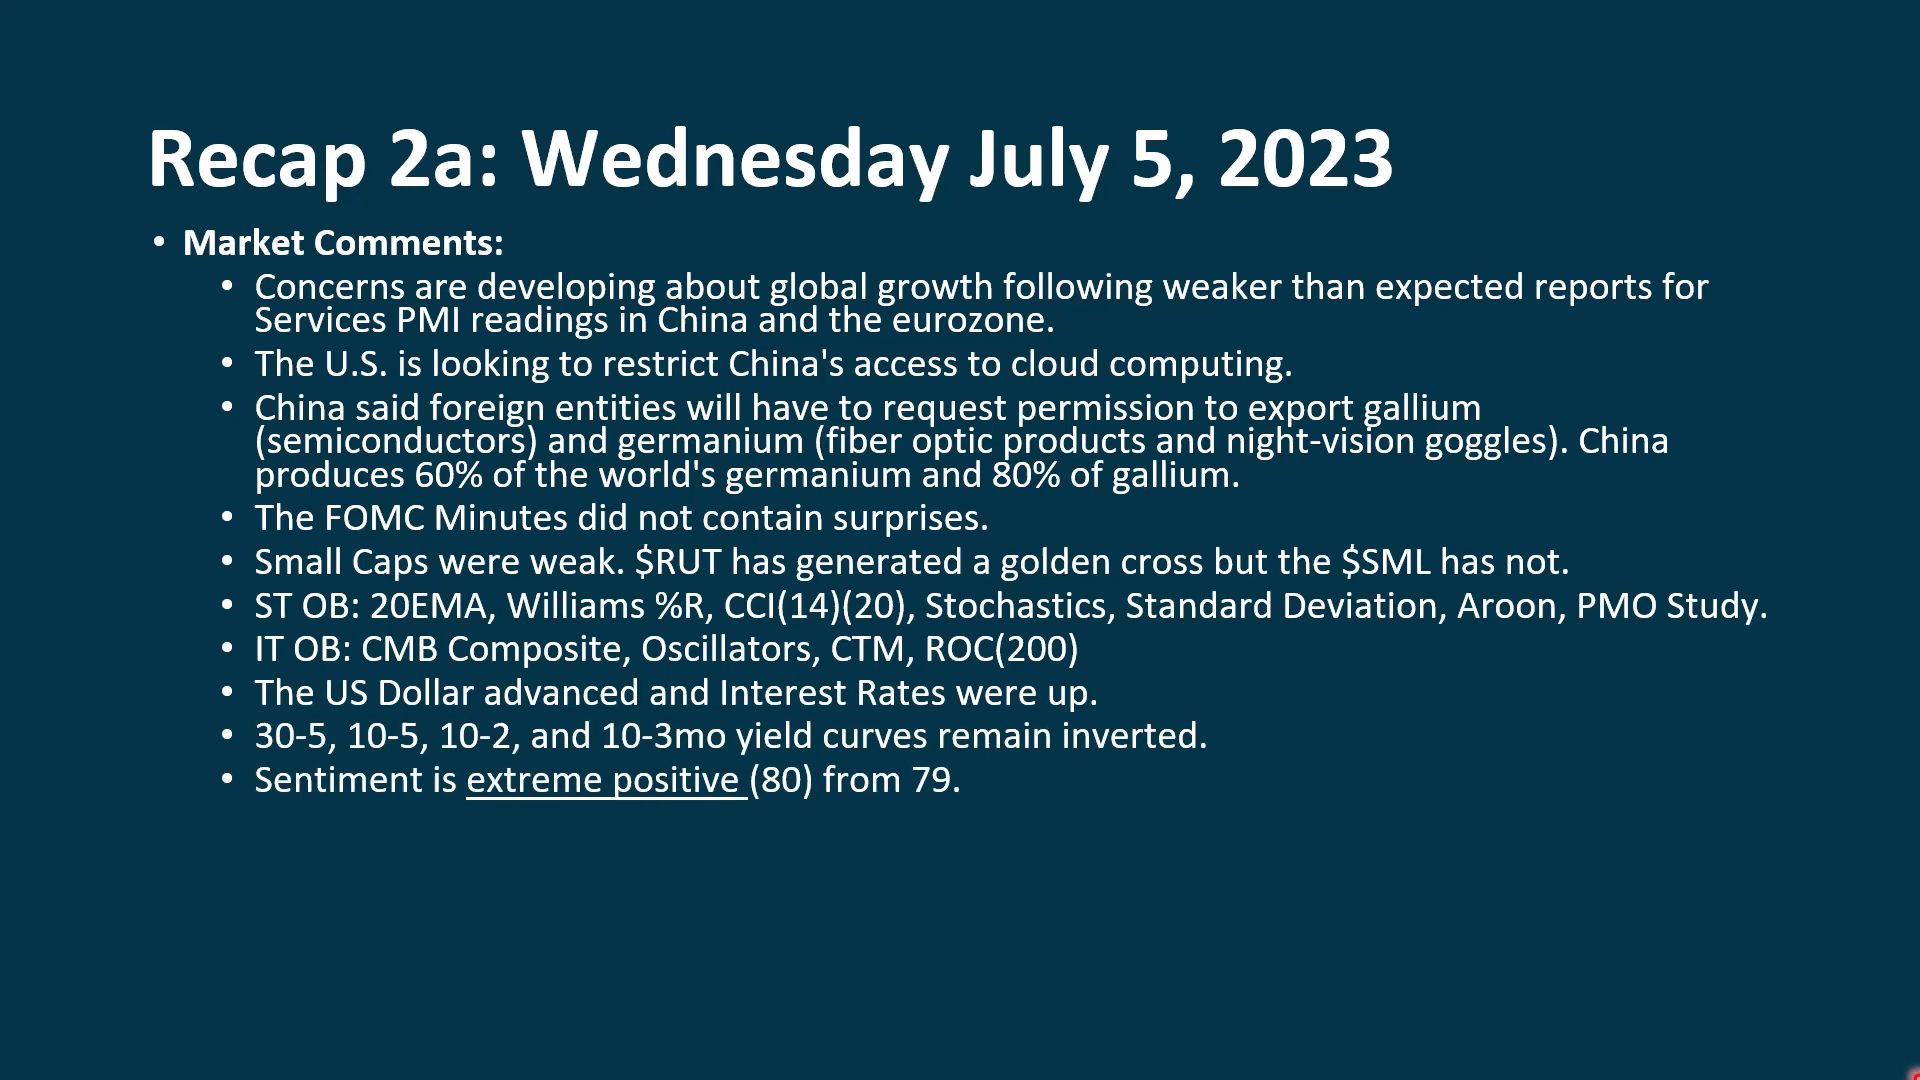 Recap 2a: Wednesday July 5, 2023
• Market Comments:
• Concerns are developing about global growth following weaker than expected reports for
Services PMI readings in China and the eurozone.
• The U.S. is looking to restrict China's access to cloud computing.
• China said foreign entities will have to request permission to export gallium
(semiconductors) and germanium (fiber optic products and night-vision goggles). China
produces 60% of the world's germanium and 80% of gallium.
• The FOMC Minutes did not contain surprises.
• Small Caps were weak. $RUT has generated a golden cross but the $SML has not.
• ST OB: 20EMA, Williams %R, CCI(14)(20), Stochastics, Standard Deviation, Aroon, PMO Study.
• IT OB: CMB Composite, Oscillators, CTM, ROC(200)
• The US Dollar advanced and Interest Rates were up.
• 30-5, 10-5, 10-2, and 10-3mo yield curves remain inverted.
• Sentiment is extreme positive (80) from 79.